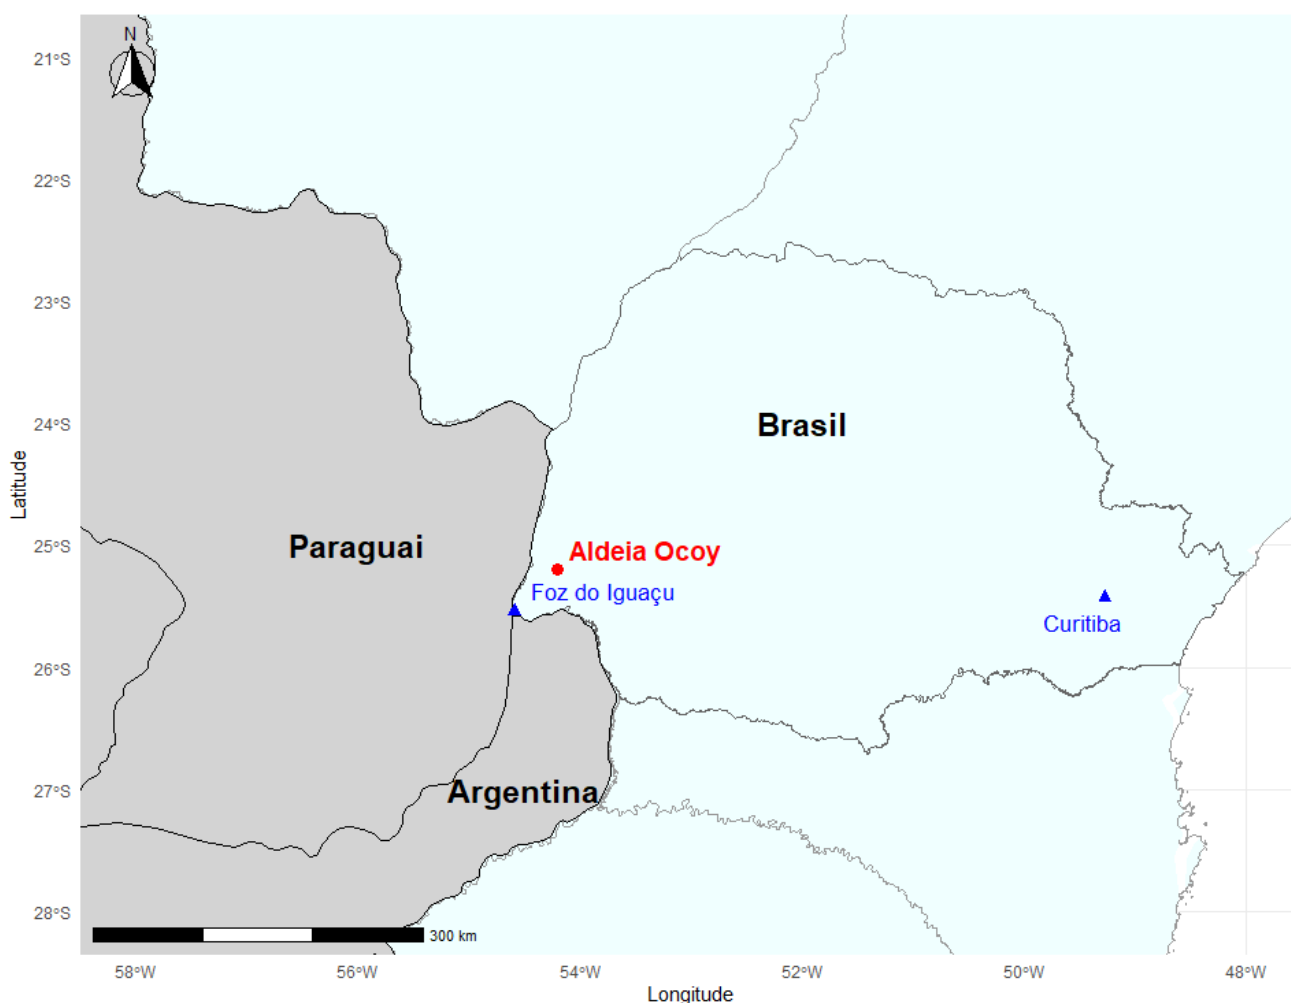 N
21°S
22°S
23°S
24°S
25°S
26°S
27°S
28°S
Latitude
Brasil
Paraguai
Aldeia Ocoy
Foz do Iguaçu
Curitiba
Argentina
300 km
58°W
56°W
54°W
52°W
50°W
48°W
Longitude